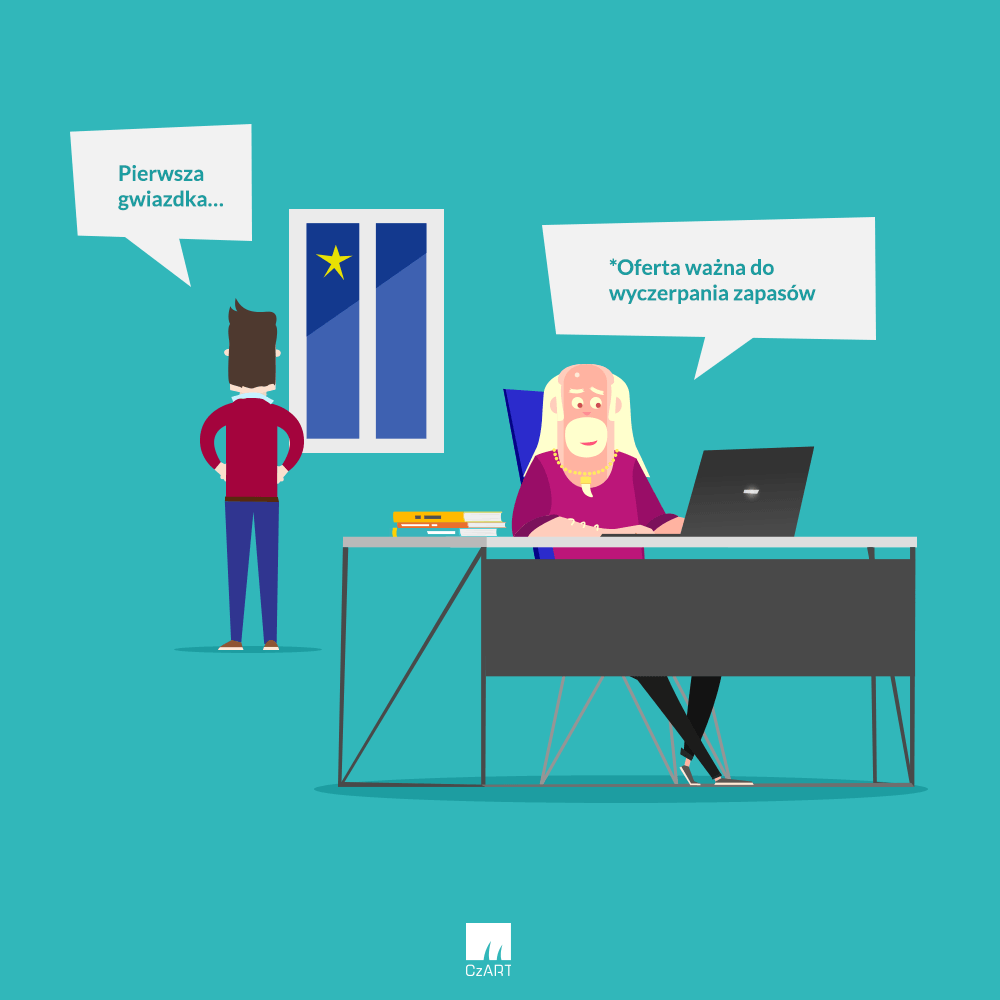 Pierwsza
gwiazdka...
*Oferta ważna do
wyczerpania zapasów
CzART